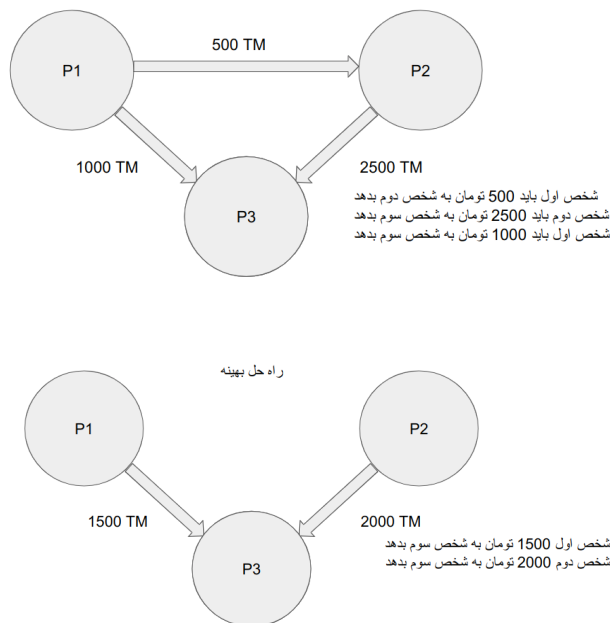 500 TM
P1
P2
1000 TM
2500 TM
P3
شخص اول باید 500 تومان به شخص دوم بدهد
شخص دوم باید 2500 تومان به شخص سوم بدهد
شخص اول باید 1000 تومان به شخص سوم بدهد
راه حل بهینه
P1
P2
1500 TM
2000 TM
شخص اول 1500 تومان به شخص سوم بدهد
شخص دوم 2000 تومان به شخص سوم بدهد
P3